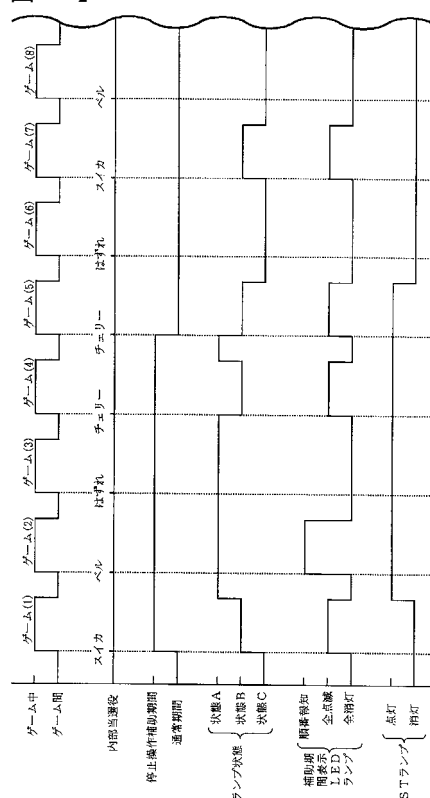 ゲーム(1)
ゲーム(2)
ゲーム(3)
ゲーム(4)
ゲーム(5)
ゲーム(6)
ゲーム(7)
ゲーム(8)
ゲーム中
ゲーム間
内部当選役
スイカ
ベル
はずれ
チェリー
チェリー
はずれ
スイカ
ベル
停止操作補助期間
通常期間
ランプ状態
状態A
状態B
状態C
補助期間表示LEDランプ
順番報知
全点滅
全消灯
STランプ
点灯
消灯